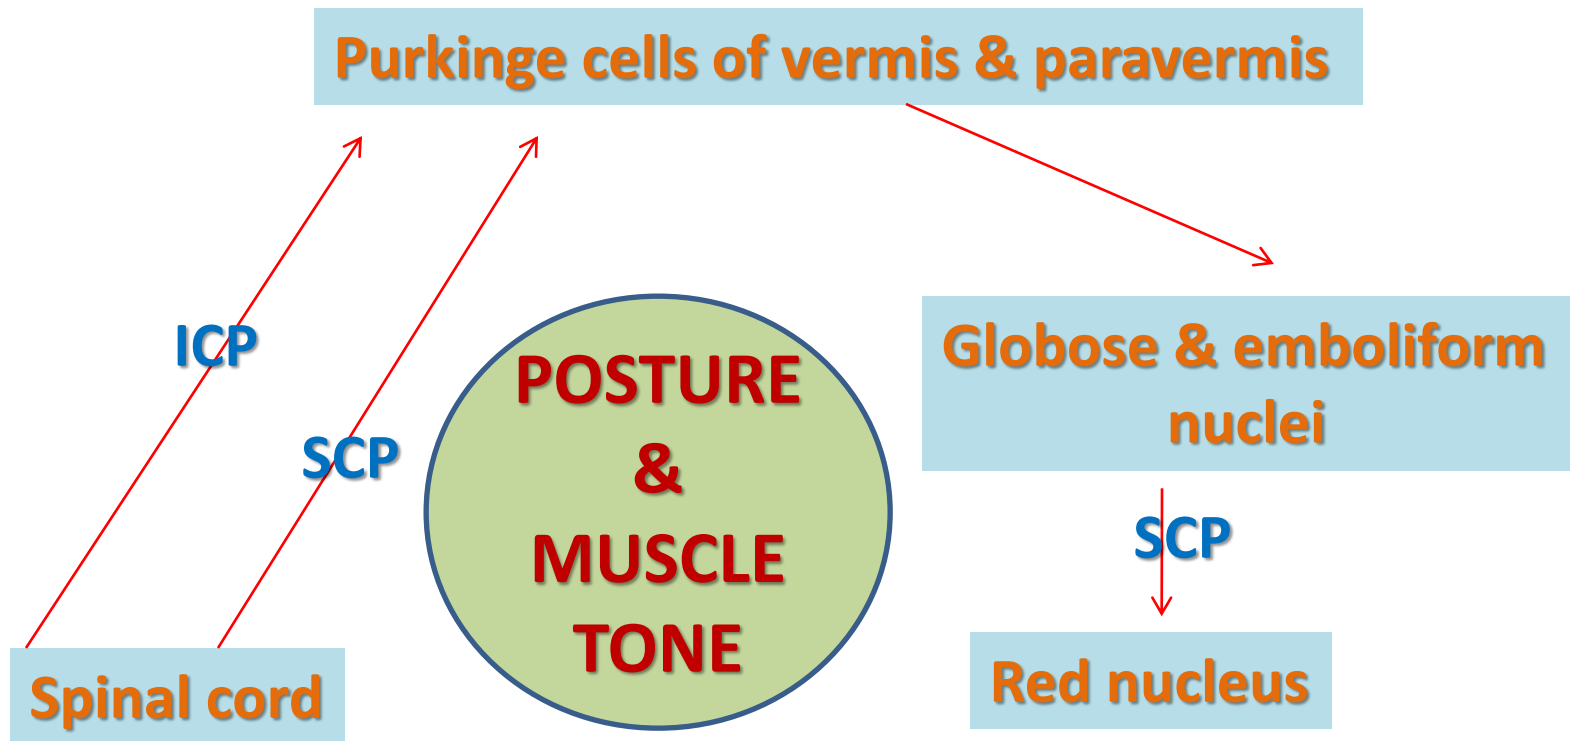 Purkinge cells of vermis & paravermis
ICP
SCP
POSTURE
&
MUSCLE
TONE
Globose & emboliform
nuclei
SCP
Spinal cord
Red nucleus